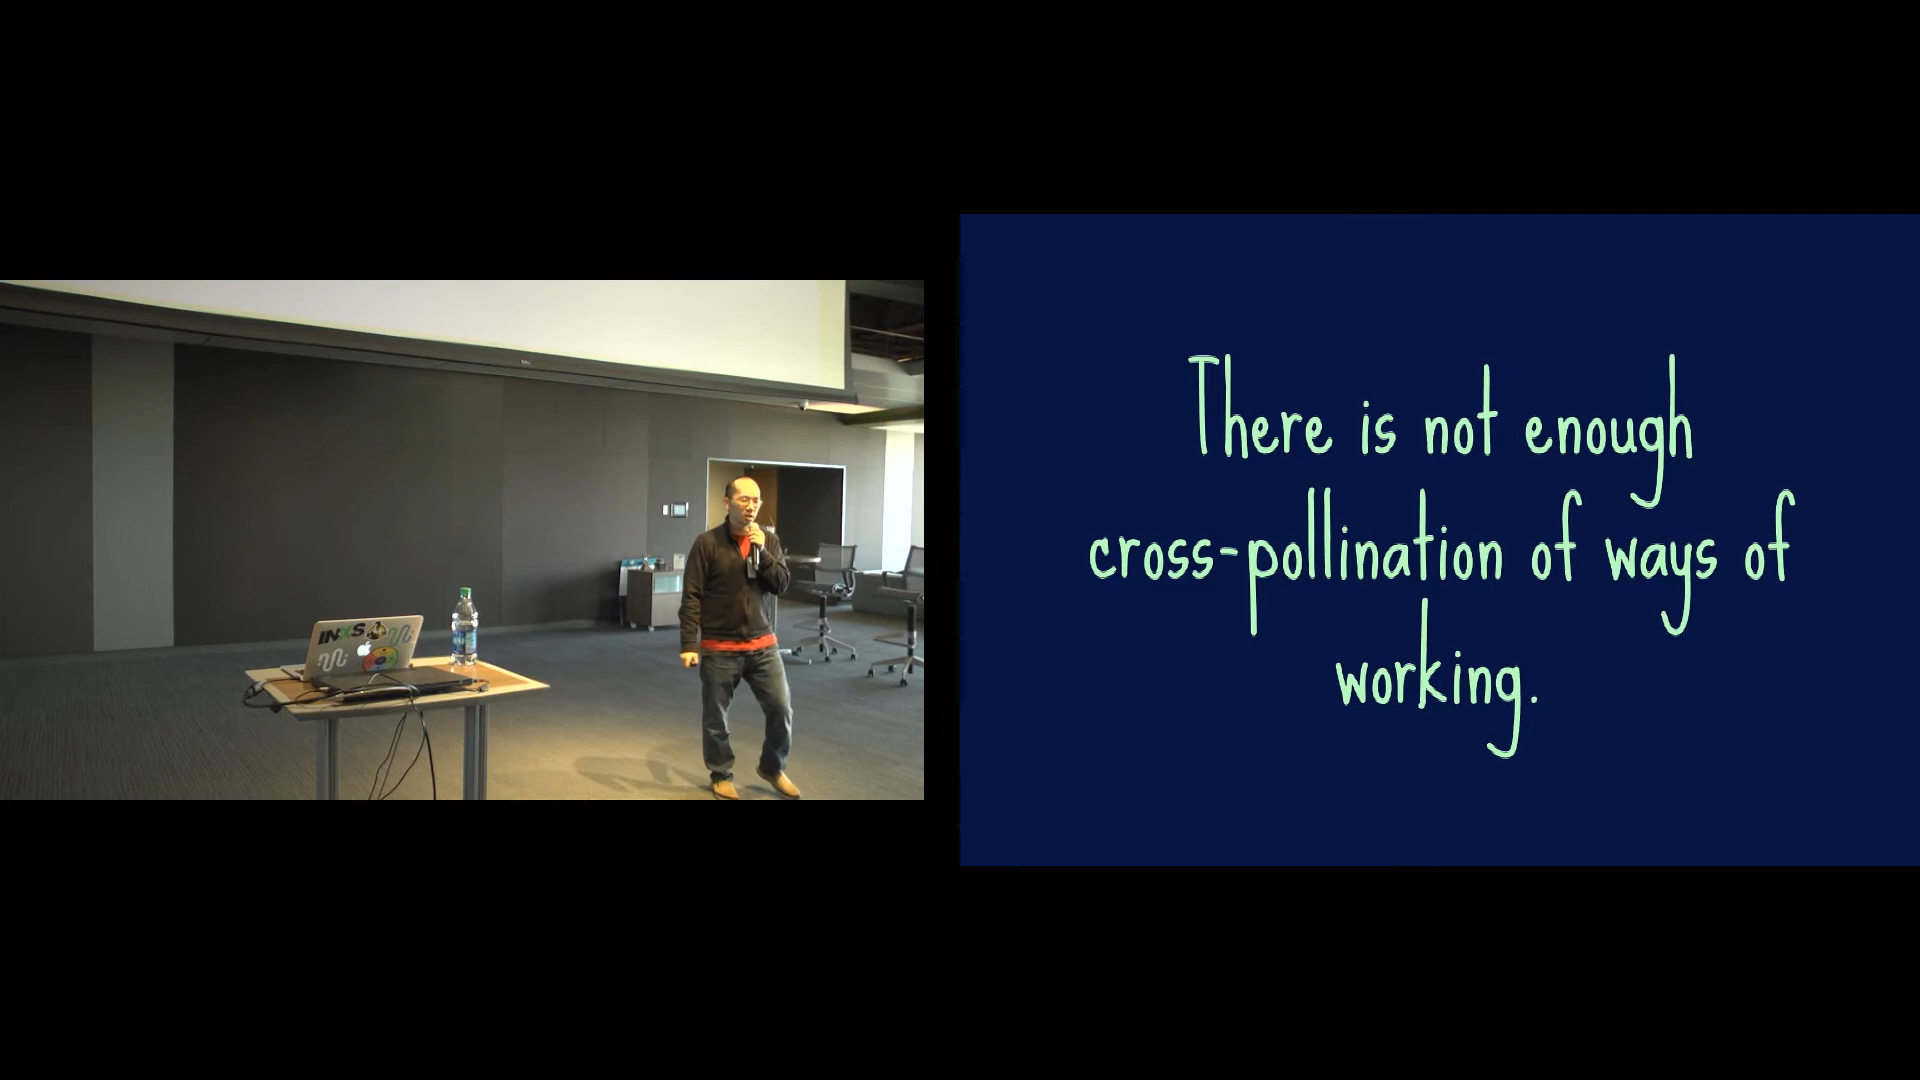 INXS
There is not enough
cross-pollination of ways of
working.